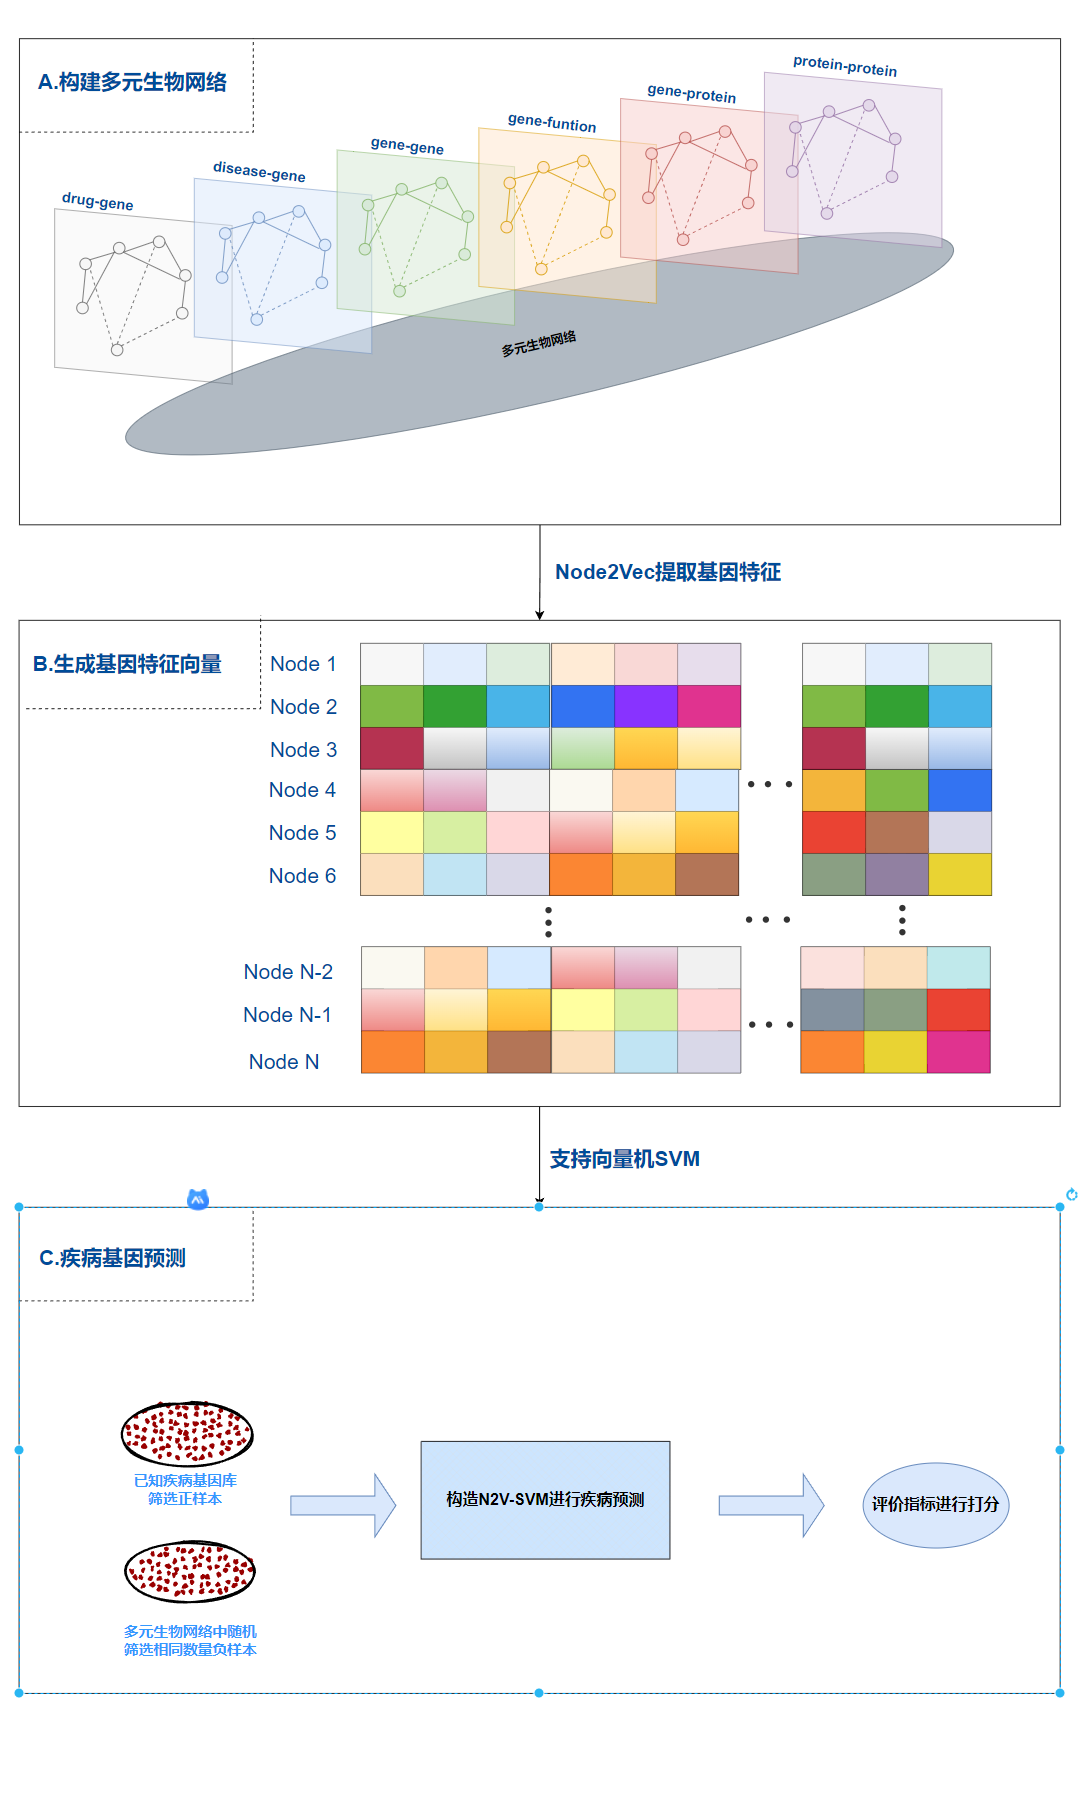 A.构建多元生物网络
protein-protein
gene-protein
gene-funtion
gene-gene
disease-gene
drug-gene
多元生物网络
Node2Vec提取基因特征
B.生成基因特征向量
Node 1
Node 2
Node 3
Node 4
Node 5
Node 6
Node N-2
Node N-1
Node N
支持向量机SVM
C.疾病基因预测
已知疾病基因库
筛选正样本
构造N2V-SVM进行疾病预测
评价指标进行打分
多元生物网络中随机
筛选相同数量负样本